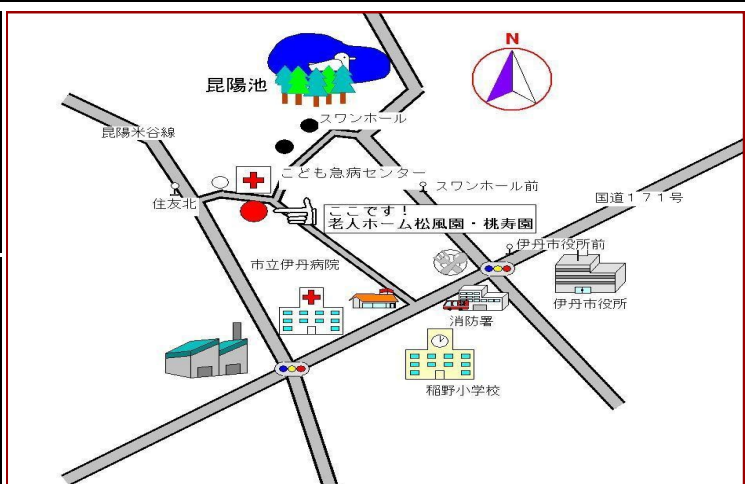 N
昆陽池
スワンホール
昆陽米谷線
こども急病センター
スワンホール前
住友北
国道171号
ここです!
老人ホーム松風園・桃寿園
伊丹市役所前
市立伊丹病院
伊丹市役所
消防署
稲野小学校